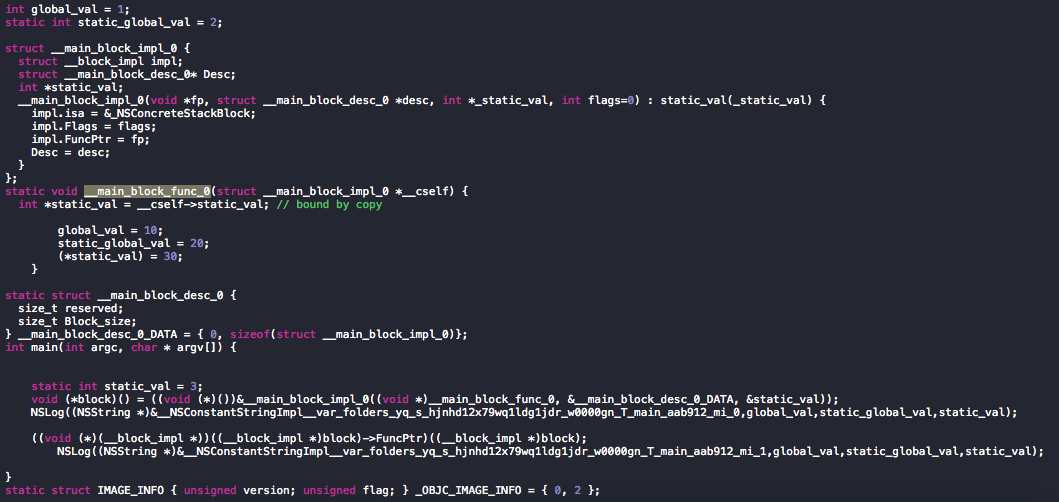 int global_val = 1;
static int static_global_val = 2;
struct __main_block_impl_0 {
struct __block_impl impl;
struct __main_block_desc_0* Desc;
int *static_val;
__main_block_impl_0(void *fp, struct __main_block_desc_0 *desc, int *_static_val, int flags=0) : static_val(_static_val) {
impl.isa = &_NSConcreteStackBlock;
impl.Flags = flags;
impl.FuncPtr = fp;
Desc = desc;
}
};
static void __main_block_func_0(struct __main_block_impl_0 *__cself) {
int *static_val = __cself->static_val; // bound by copy
global_val = 10;
static_global_val = 20;
(*static_val) = 30;
}
static struct __main_block_desc_0 {
size_t reserved;
size_t Block_size;
} __main_block_desc_0_DATA = { 0, sizeof(struct __main_block_impl_0)};
int main(int argc, char * argv[]) {
static int static_val = 3;
void (*block)() = ((void (*)())&__main_block_impl_0((void *)__main_block_func_0, &__main_block_desc_0_DATA, &static_val));
NSLog((NSString *)&__NSConstantStringImpl__var_folders_yq_s_hjnhd12x79wq1ldg1jdr_w0000gn_T_main_aab912_mi_0,global_val,static_global_val,static_val);
((void (*)(__block_impl *))((__block_impl *)block)->FuncPtr)((__block_impl *)block);
NSLog((NSString *)&__NSConstantStringImpl__var_folders_yq_s_hjnhd12x79wq1ldg1jdr_w0000gn_T_main_aab912_mi_1,global_val,static_global_val,static_val);
}
static struct IMAGE_INFO { unsigned version; unsigned flag; } _OBJC_IMAGE_INFO = { 0, 2 };